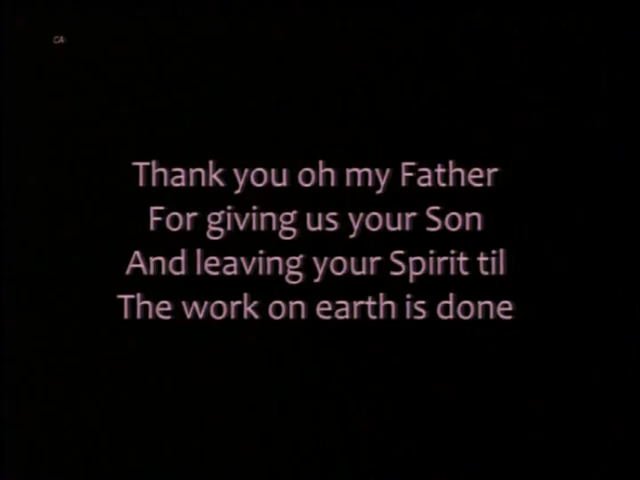 CA
Thank you oh my Father
For giving us your Son
And leaving your Spirit til
The work on earth is done